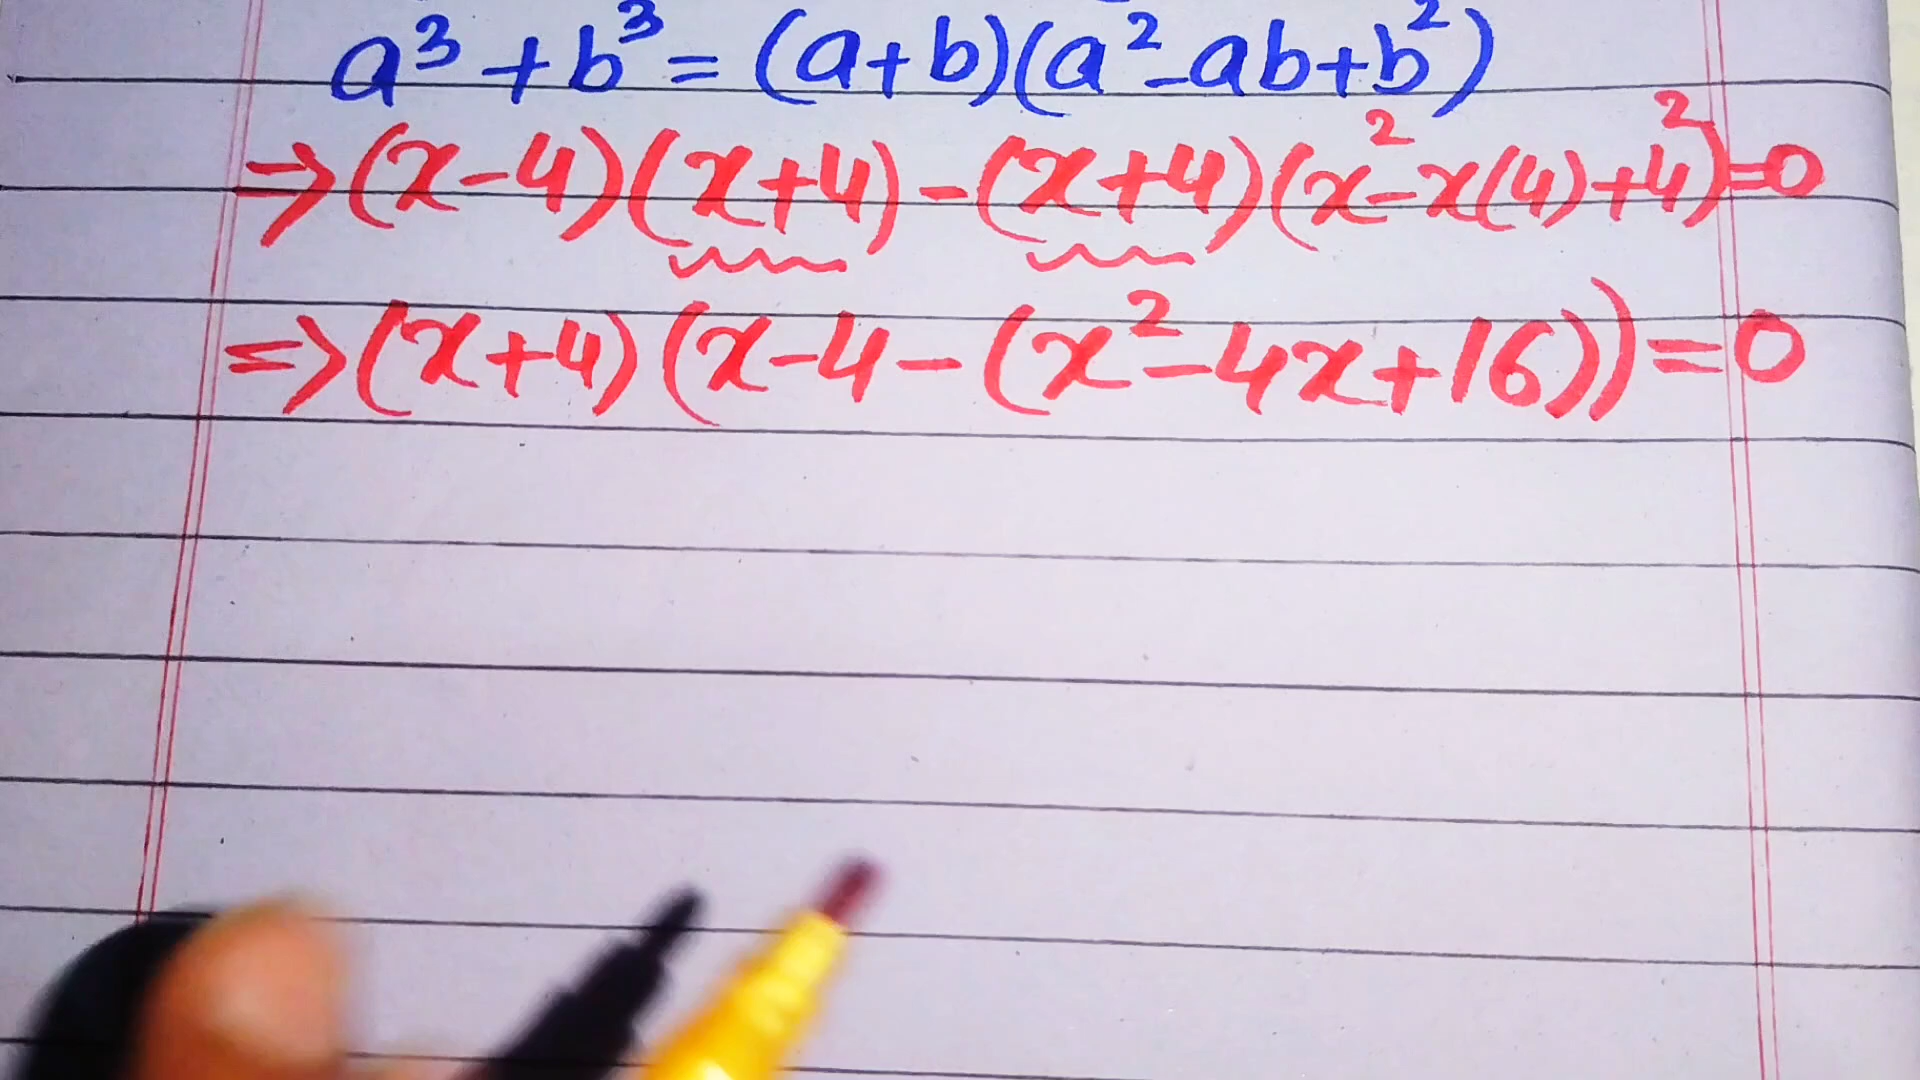 a³ + b³ = (a+b)(a²-ab+b²)
→(x-4)(x+4)-(x+4)(x²-x(4)+4²)=0
⇒(x+4)(x-4-(x²-4x+16))=0